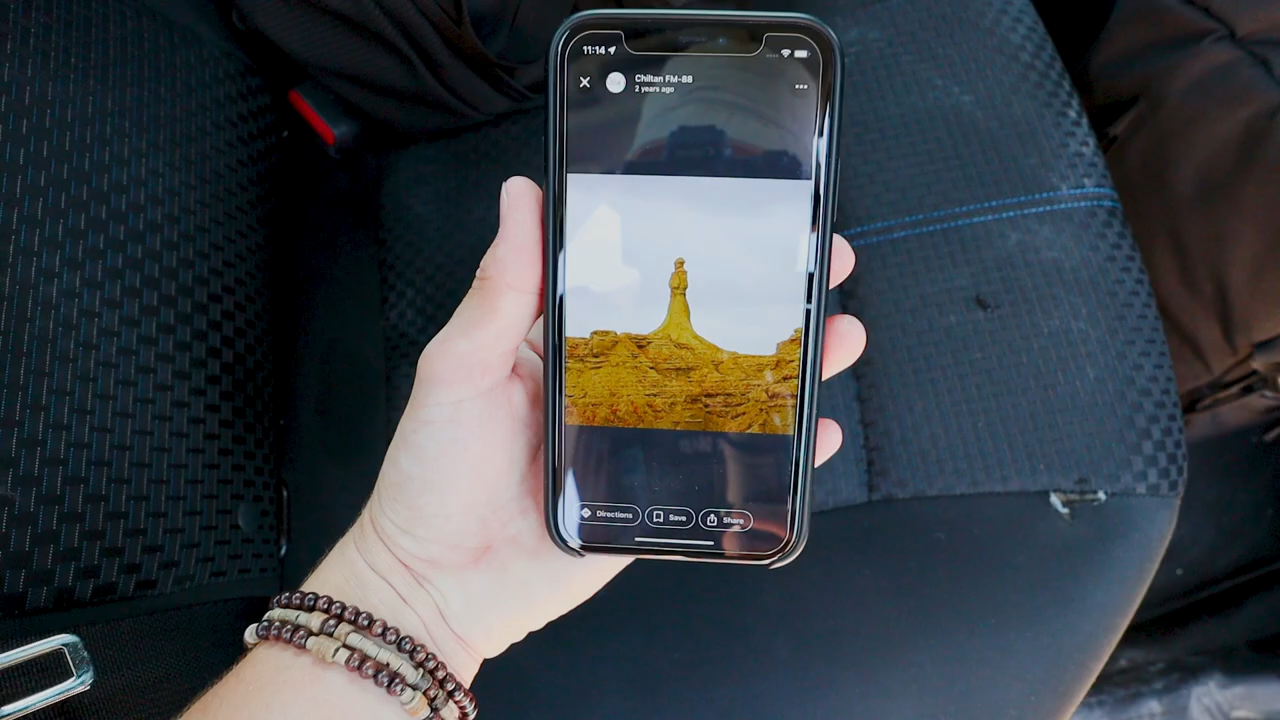 11:14
Chiltan FM-88
2 years ago
Directions
Save
Share